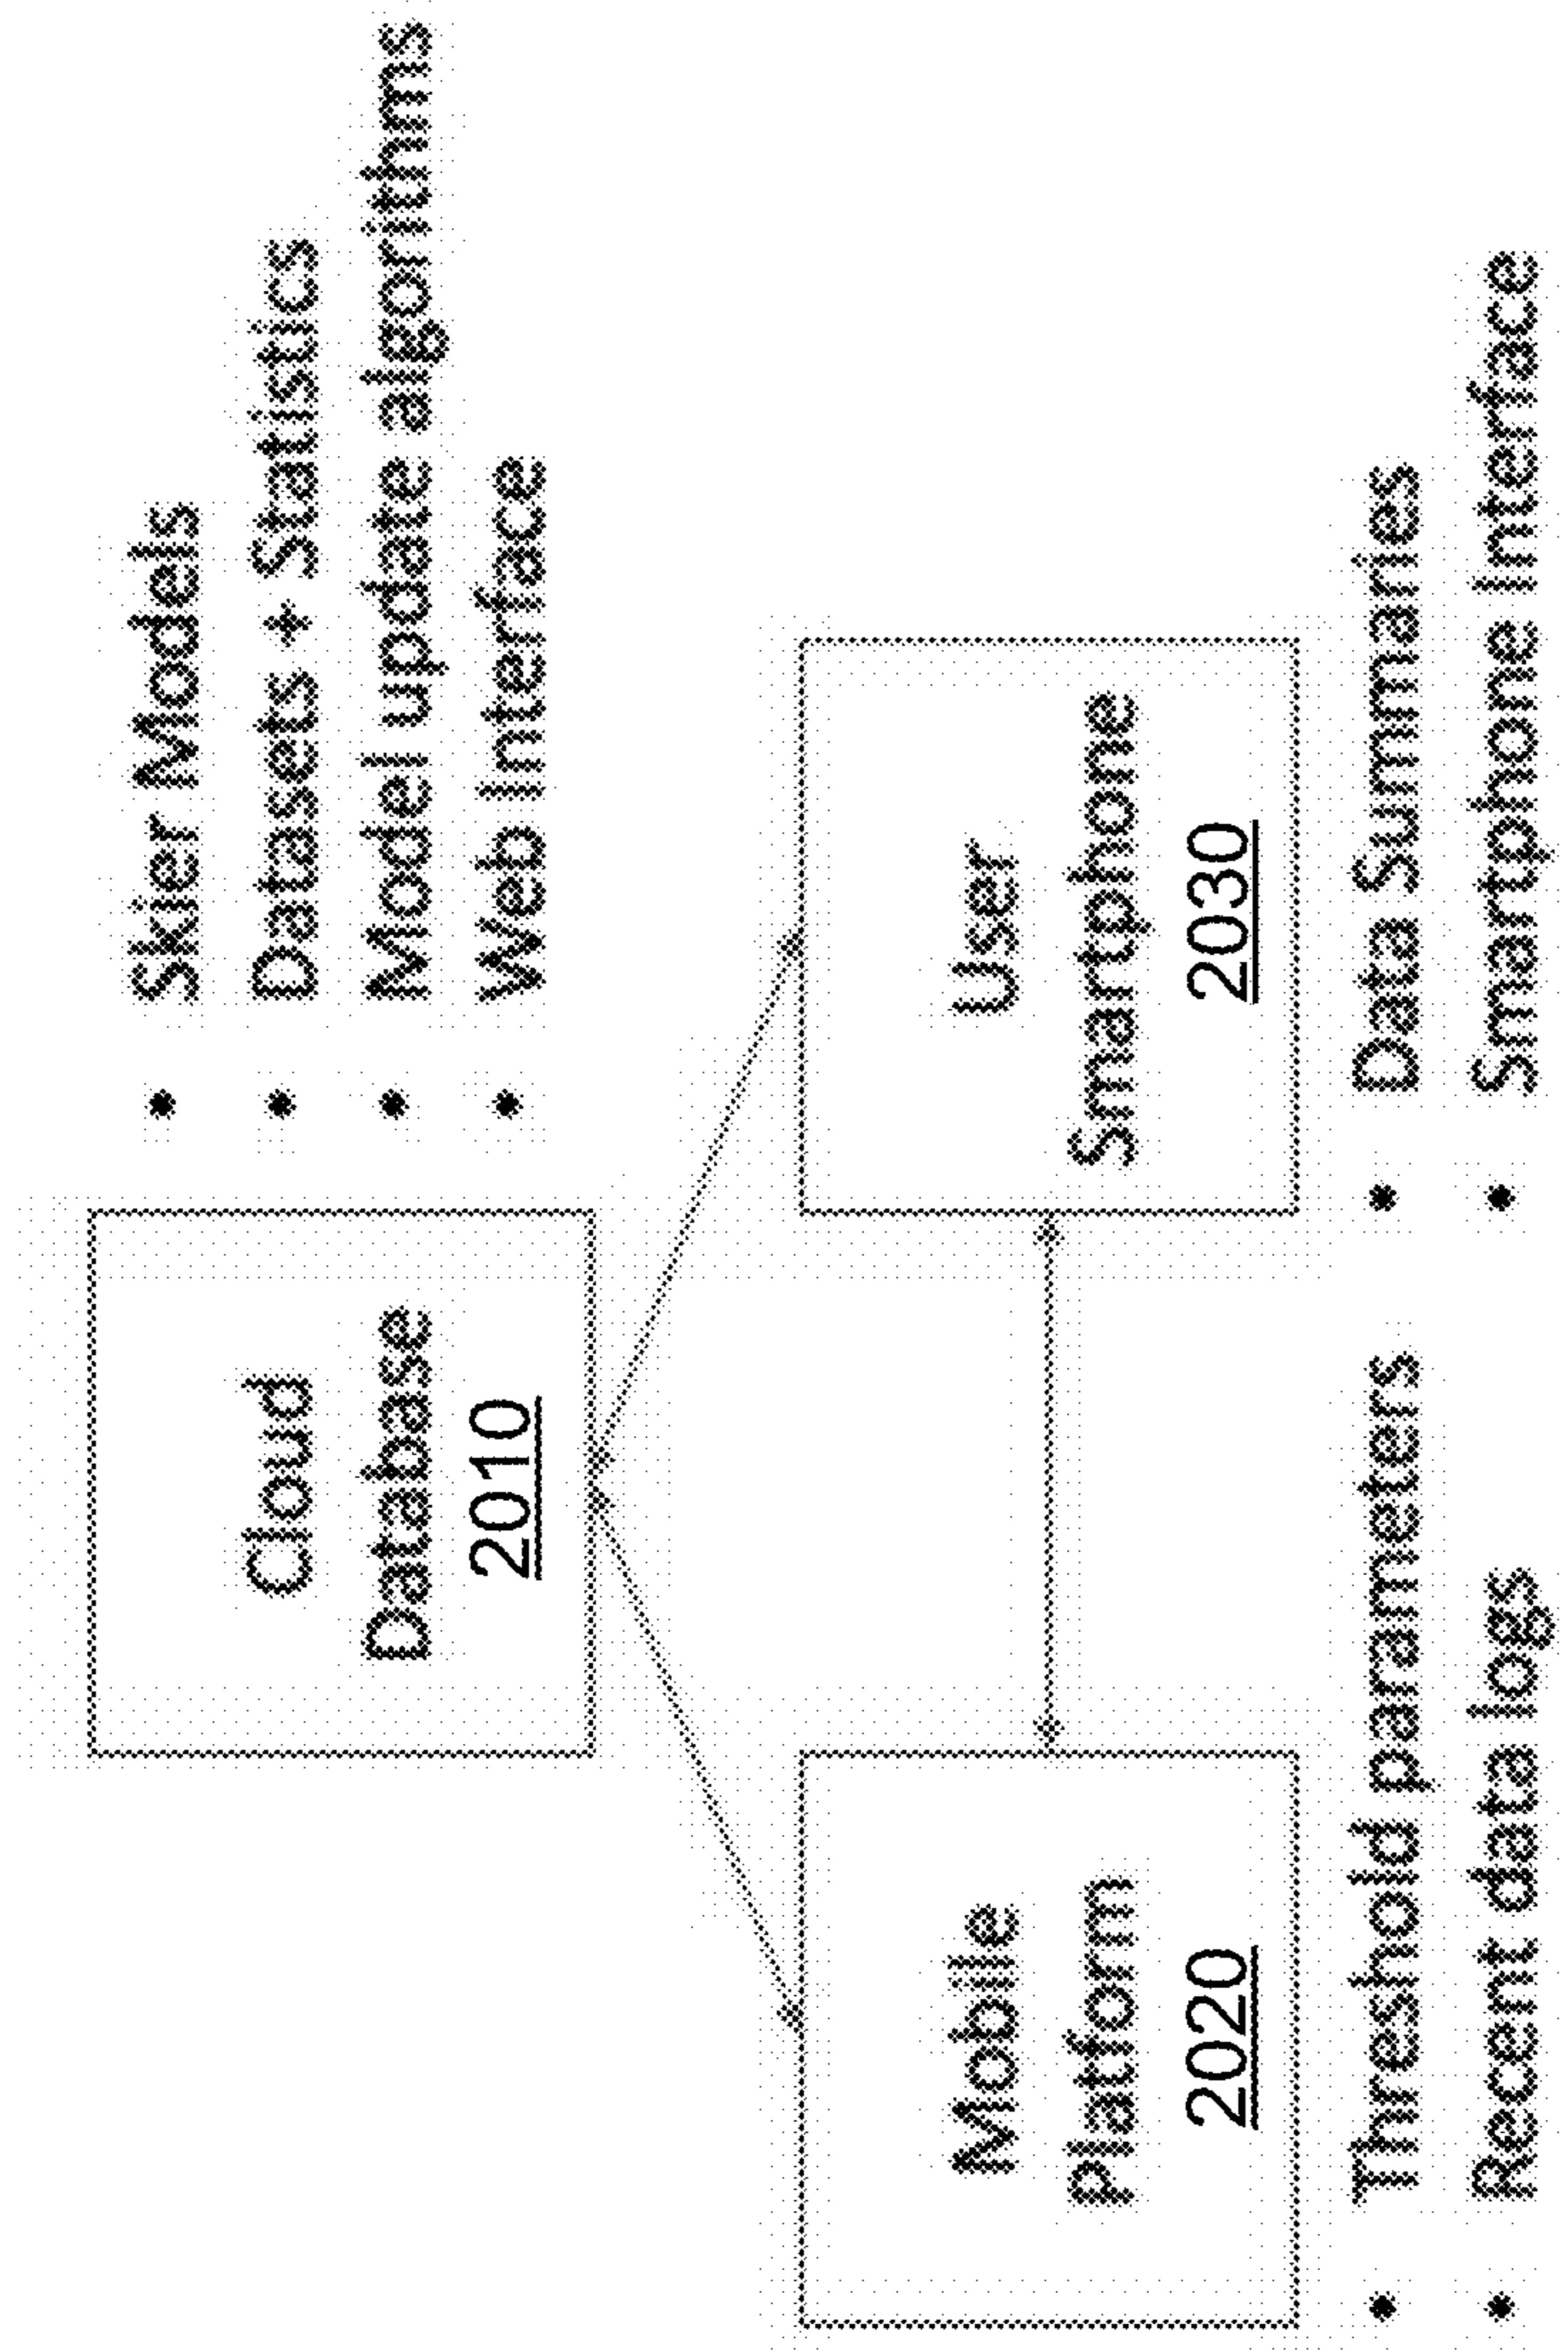 Cloud
Database
2010
• Skier Models
• Datasets + Statistics
• Model update algorithms
• Web Interface
Mobile
Platform
2020
User
Smartphone
2030
• Threshold parameters
• Recent data logs
• Data Summaries
• Smartphone Interface